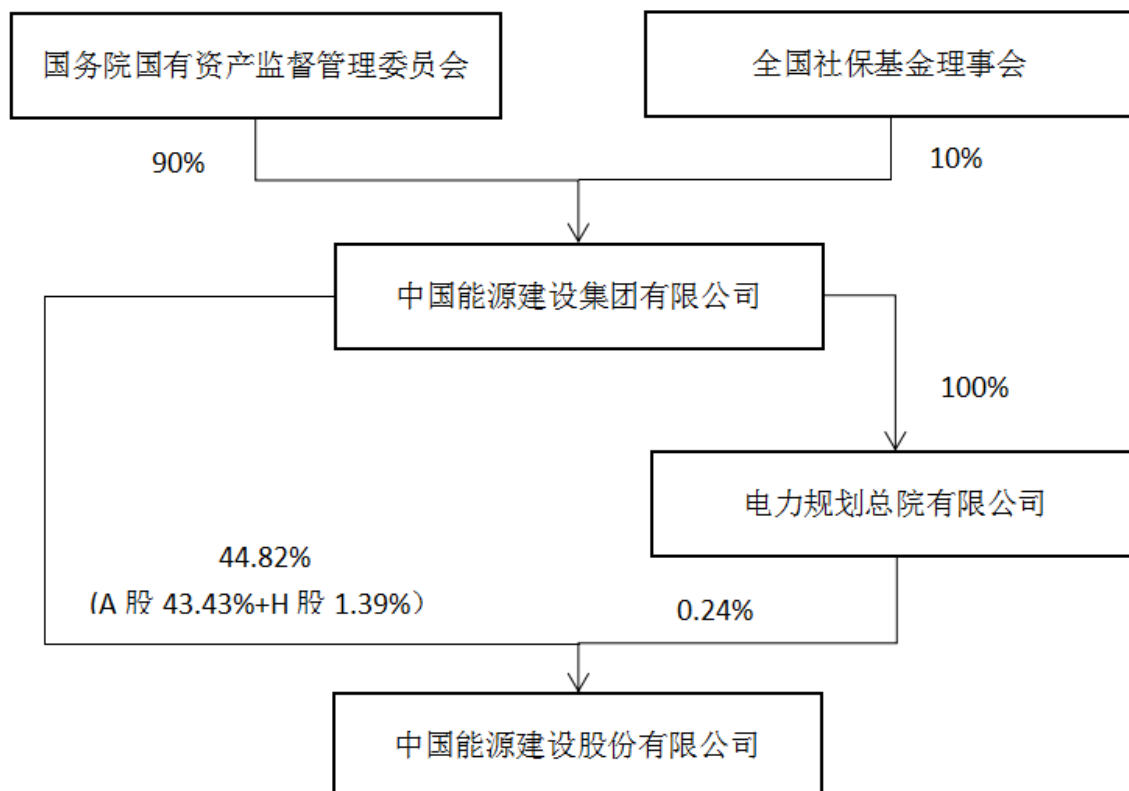 国务院国有资产监督管理委员会
全国社保基金理事会
90%
10%
中国能源建设集团有限公司
100%
电力规划总院有限公司
44.82%
(A 股 43.43%+H 股 1.39%）
0.24%
中国能源建设股份有限公司